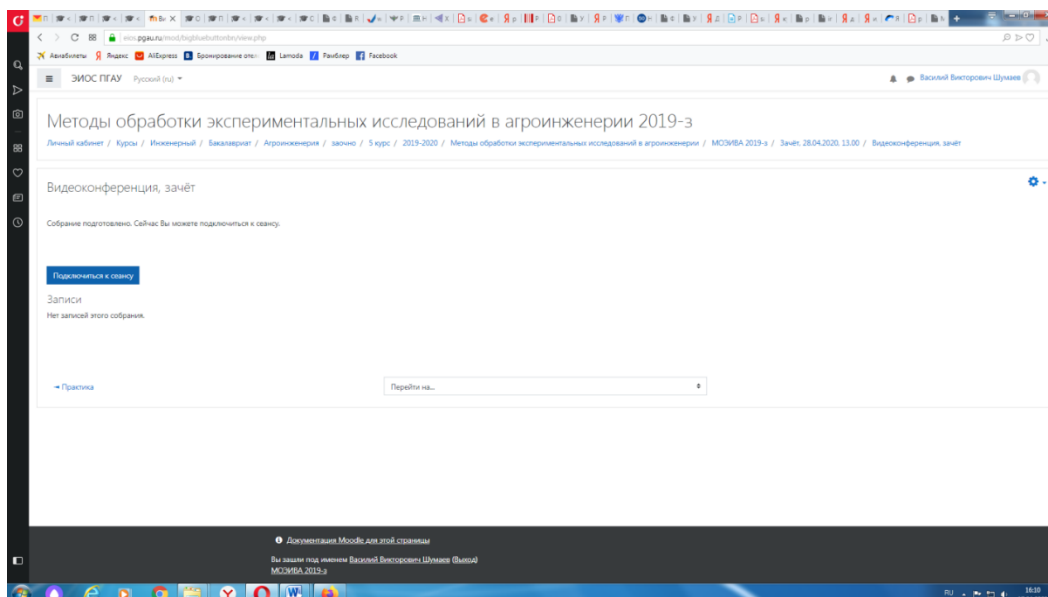 eios.pgau.ru/mod/bigbluebuttonbn/view.php
Авиабилеты Яндекс AliExpress Бронирование оте Lamoda Рамблер Facebook
ЭИОС ПГАУ Русский (ru) Василий Викторович Шумаев
Методы обработки экспериментальных исследований в агроинженерии 2019-з
Личный кабинет / Курсы / Инженерный / Бакалавриат / Агроинженерия / заочно / 5 курс / 2019-2020 / Методы обработки экспериментальных исследований в агроинженерии / МОЭИВА 2019-з / Зачёт, 28.04.2020, 13.00 / Видеоконференция, зачёт
Видеоконференция, зачёт
Собрание подготовлено. Сейчас Вы можете подключиться к сеансу.
Подключиться к сеансу
Записи
Нет записей этого собрания.
◄ Практика Перейти на...
Документация Moodle для этой страницы
Вы зашли под именем Василий Викторович Шумаев (Выход)
МОЭИВА 2019-з
RU 16:10